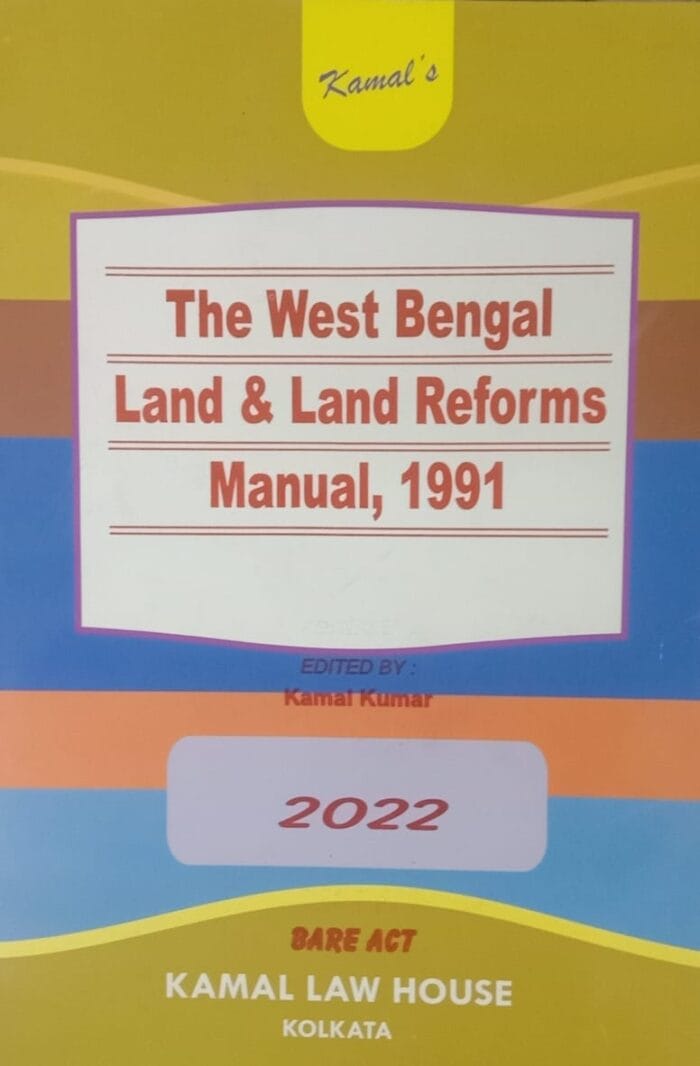 Kamal's
The West Bengal
Land & Land Reforms
Manual, 1991
EDITED BY :
Kamal Kumar
2022
BARE ACT
KAMAL LAW HOUSE
KOLKATA